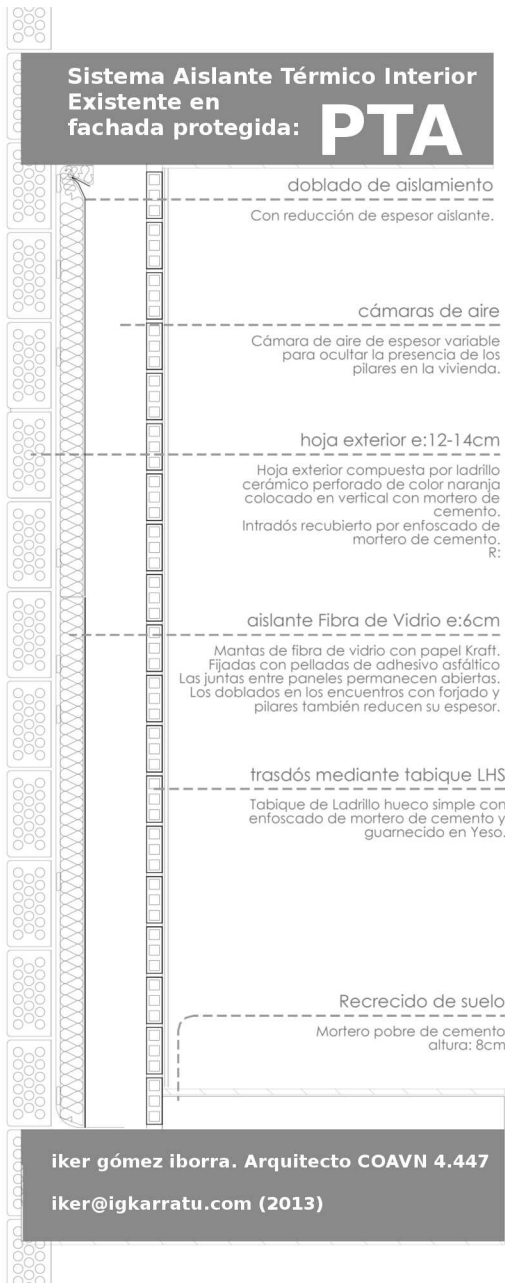 Sistema Aislante Térmico Interior
Existente en
fachada protegida: PTA
doblado de aislamiento
Con reducción de espesor aislante.
cámaras de aire
Cámara de aire de espesor variable
para ocultar la presencia de los
pilares en la vivienda.
hoja exterior e:12-14cm
Hoja exterior compuesta por ladrillo
cerámico perforado de color naranja
colocado en vertical con mortero de
cemento.
Intradós recubierto por enfoscado de
mortero de cemento.
R:
aislante Fibra de Vidrio e:6cm
Mantas de fibra de vidrio con papel Kraft.
Fijadas con pelladas de adhesivo asfáltico
Las juntas entre paneles permanecen abiertas.
Los doblados en los encuentros con forjado y
pilares también reducen su espesor.
trasdós mediante tabique LHS
Tabique de Ladrillo hueco simple con
enfoscado de mortero de cemento y
guarnecido en Yeso.
Recrecido de suelo
Mortero pobre de cemento
altura: 8cm
iker gómez iborra. Arquitecto COAVN 4.447
iker@igkarratu.com (2013)